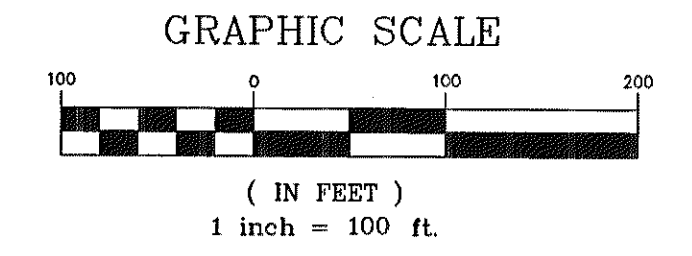 GRAPHIC SCALE
100 0 100 200
( IN FEET )
1 inch = 100 ft.